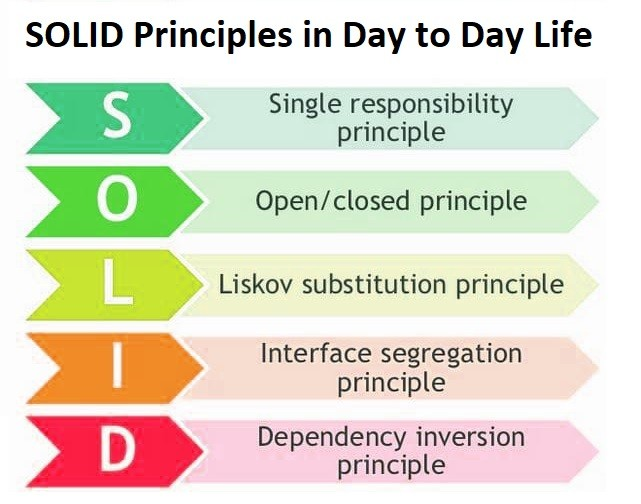 SOLID Principles in Day to Day Life
S
Single responsibility
principle
O
Open/closed principle
L
Liskov substitution principle
I
Interface segregation
principle
D
Dependency inversion
principle